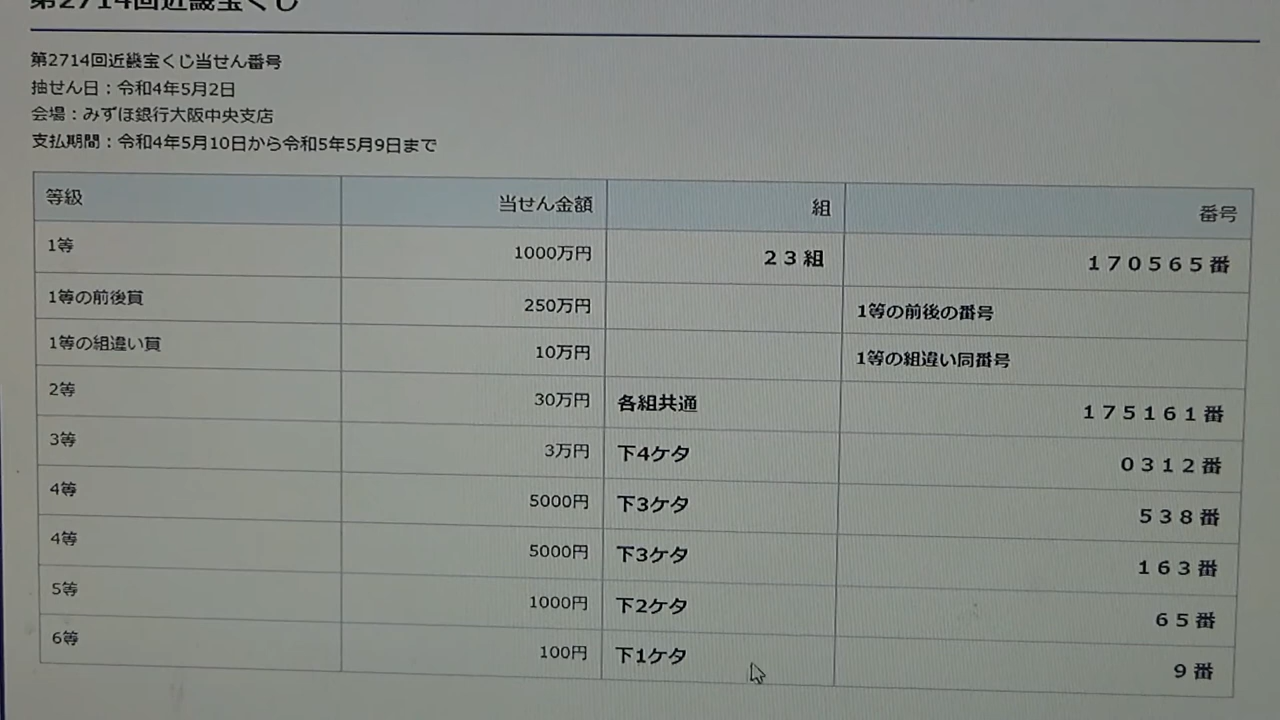 第2714回近畿宝くじ
第2714回近畿宝くじ当せん番号
抽せん日：令和4年5月2日
会場：みずほ銀行大阪中央支店
支払期間：令和4年5月10日から令和5年5月9日まで
等級 当せん金額 組 番号
1等 1000万円 ２３組 １７０５６５番
1等の前後賞 250万円 1等の前後の番号
1等の組違い賞 10万円 1等の組違い同番号
2等 30万円 各組共通 １７５１６１番
3等 3万円 下4ケタ ０３１２番
4等 5000円 下3ケタ ５３８番
4等 5000円 下3ケタ １６３番
5等 1000円 下2ケタ ６５番
6等 100円 下1ケタ ９番